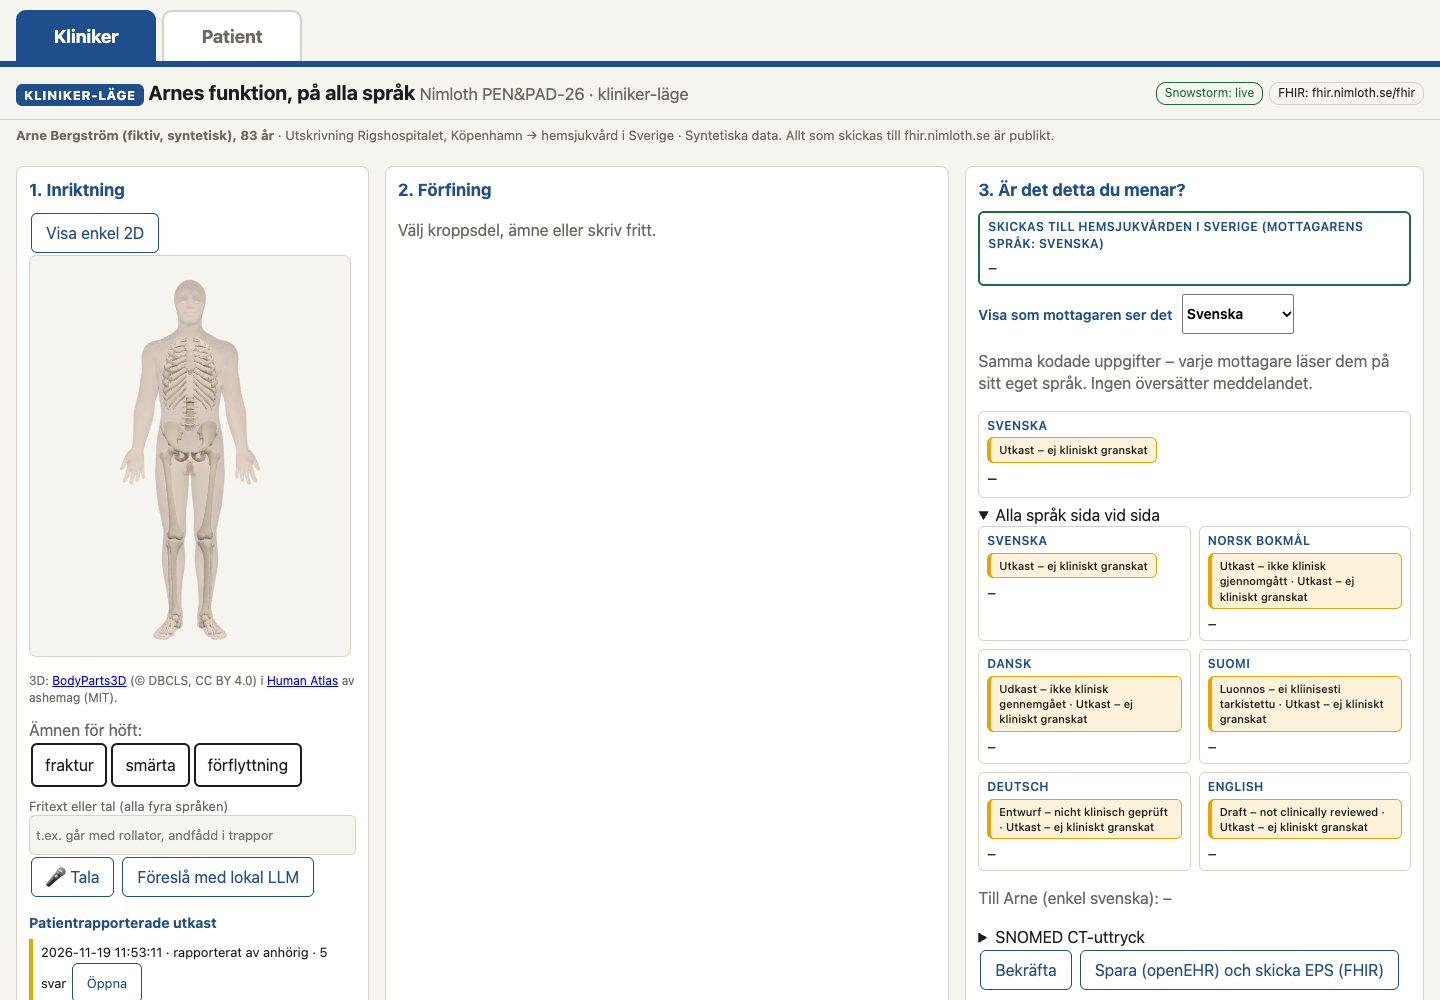 Kliniker
Patient
KLINIKER-LÄGE Arnes funktion, på alla språk Nimloth PEN&PAD-26 · kliniker-läge
Snowstorm: live
FHIR: fhir.nimloth.se/fhir
Arne Bergström (fiktiv, syntetisk), 83 år · Utskrivning Rigshospitalet, Köpenhamn → hemsjukvård i Sverige · Syntetiska data. Allt som skickas till fhir.nimloth.se är publikt.
1. Inriktning
Visa enkel 2D
3D: BodyParts3D (© DBCLS, CC BY 4.0) i Human Atlas av
ashemag (MIT).
Ämnen för höft:
fraktur
smärta
förflyttning
Fritext eller tal (alla fyra språken)
t.ex. går med rollator, andfådd i trappor
🎤 Tala
Föreslå med lokal LLM
Patientrapporterade utkast
2026-11-19 11:53:11 · rapporterat av anhörig · 5
svar Öppna
2. Förfining
Välj kroppsdel, ämne eller skriv fritt.
3. Är det detta du menar?
SKICKAS TILL HEMSJUKVÅRDEN I SVERIGE (MOTTAGARENS
SPRÅK: SVENSKA)
–
Visa som mottagaren ser det Svenska
Samma kodade uppgifter – varje mottagare läser dem på
sitt eget språk. Ingen översätter meddelandet.
SVENSKA
Utkast – ej kliniskt granskat
–
▼ Alla språk sida vid sida
SVENSKA
Utkast – ej kliniskt granskat
–
NORSK BOKMÅL
Utkast – ikke klinisk
gjennomgått · Utkast – ej
kliniskt granskat
–
DANSK
Udkast – ikke klinisk
gennemgået · Utkast – ej
kliniskt granskat
–
SUOMI
Luonnos – ei kliinisesti
tarkistettu · Utkast – ej kliniskt
granskat
–
DEUTSCH
Entwurf – nicht klinisch geprüft
· Utkast – ej kliniskt granskat
–
ENGLISH
Draft – not clinically reviewed ·
Utkast – ej kliniskt granskat
–
Till Arne (enkel svenska): –
▶ SNOMED CT-uttryck
Bekräfta
Spara (openEHR) och skicka EPS (FHIR)